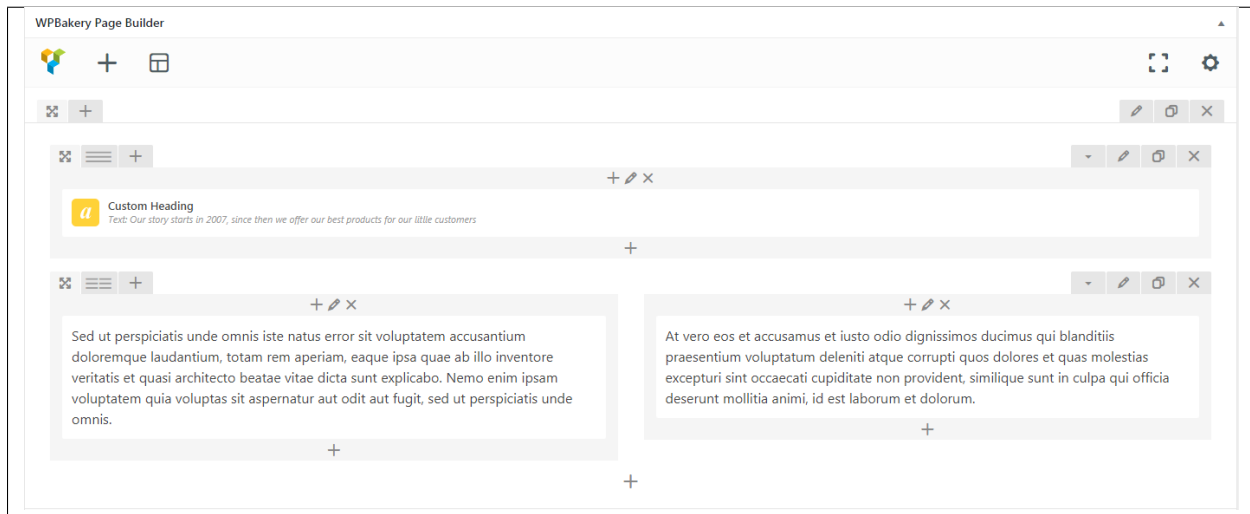 WPBakery Page Builder
Custom Heading
Text: Our story starts in 2007, since then we offer our best products for our little customers
Sed ut perspiciatis unde omnis iste natus error sit voluptatem accusantium
doloremque laudantium, totam rem aperiam, eaque ipsa quae ab illo inventore
veritatis et quasi architecto beatae vitae dicta sunt explicabo. Nemo enim ipsam
voluptatem quia voluptas sit aspernatur aut odit aut fugit, sed ut perspiciatis unde
omnis.
At vero eos et accusamus et iusto odio dignissimos ducimus qui blanditiis
praesentium voluptatum deleniti atque corrupti quos dolores et quas molestias
excepturi sint occaecati cupiditate non provident, similique sunt in culpa qui officia
deserunt mollitia animi, id est laborum et dolorum.